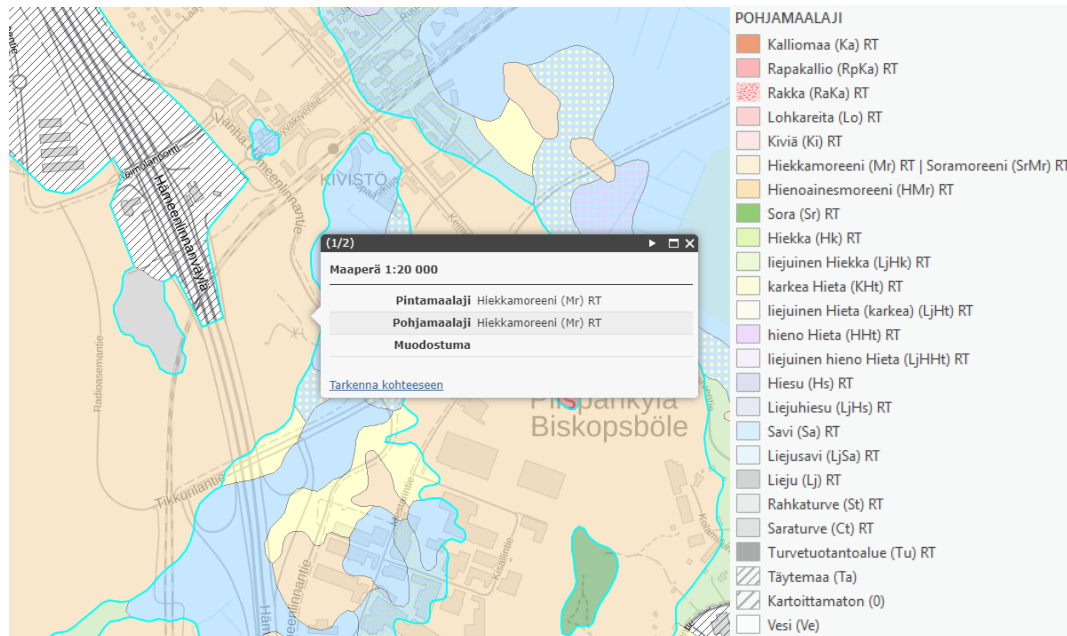 POHJAMAALAJI
Kalliomaa (Ka) RT
Rapakallio (RpKa) RT
Rakka (RaKa) RT
Lohkareita (Lo) RT
Kiviä (Ki) RT
Hiekkamoreeni (Mr) RT | Soramoreeni (SrMr) RT
Hienoainesmoreeni (HMr) RT
Sora (Sr) RT
Hiekka (Hk) RT
liejuinen Hiekka (LjHk) RT
karkea Hieta (KHt) RT
liejuinen Hieta (karkea) (LjHt) RT
hieno Hieta (HHt) RT
liejuinen hieno Hieta (LjHHt) RT
Hiesu (Hs) RT
Liejuhiesu (LjHs) RT
Savi (Sa) RT
Liejusavi (LjSa) RT
Lieju (Lj) RT
Rahkaturve (St) RT
Saraturve (Ct) RT
Turvetuotantoalue (Tu) RT
Täytemaa (Ta)
Kartoittamaton (0)
Vesi (Ve)
(1/2)
Maaperä 1:20 000
Pintamaalaji Hiekkamoreeni (Mr) RT
Pohjamaalaji Hiekkamoreeni (Mr) RT
Muodostuma
Tarkenna kohteeseen
KIVISTÖ
Vanha Hämeenlinnantie
Hämeenlinnanväylä
Radioasemantie
Tikkurilantie
Biskopsböle
Mestarintie
Kisällintie